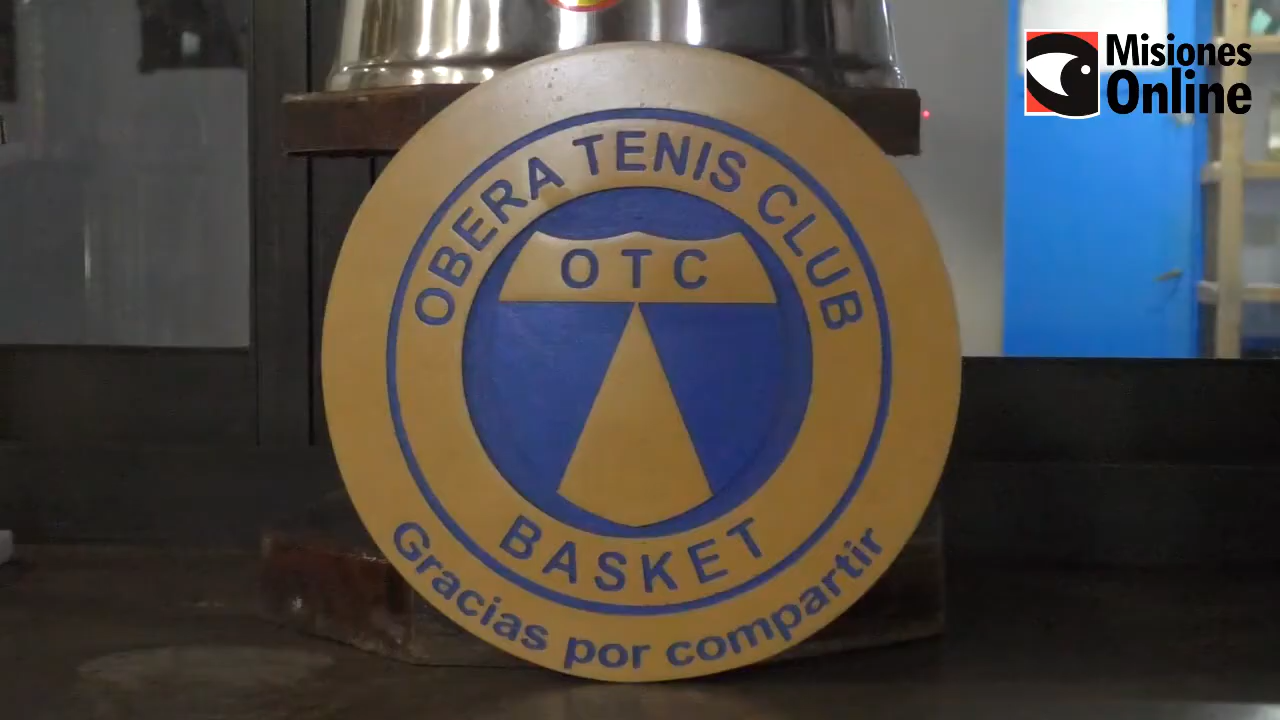 Misiones
Online
OBERA TENIS CLUB
OTC
BASKET
Gracias por compartir